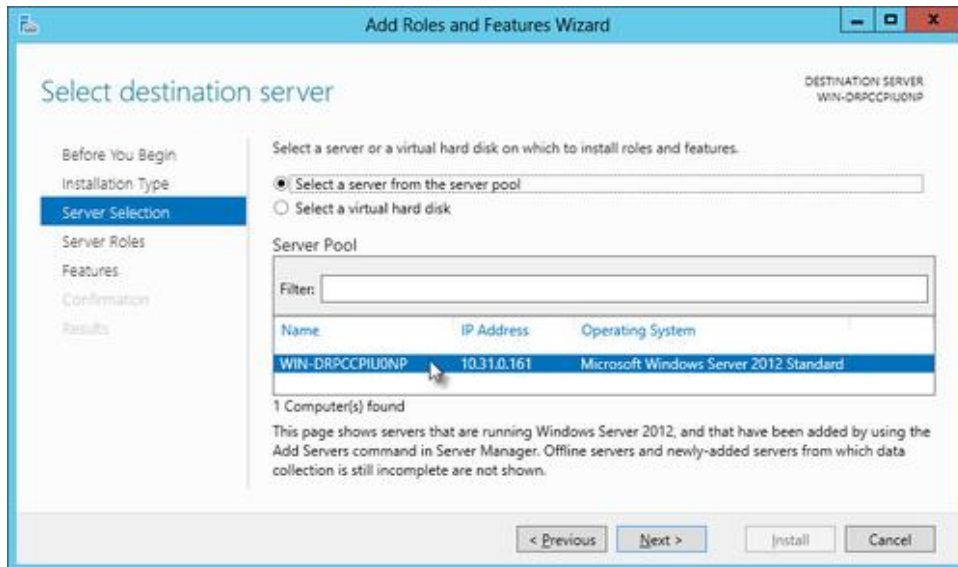 Add Roles and Features Wizard
Select destination server
DESTINATION SERVER
WIN-DRPCCPIU0NP
Before You Begin
Installation Type
Server Selection
Server Roles
Features
Confirmation
Results
Select a server or a virtual hard disk on which to install roles and features.
Select a server from the server pool
Select a virtual hard disk
Server Pool
Filter:
Name IP Address Operating System
WIN-DRPCCPIU0NP 10.31.0.161 Microsoft Windows Server 2012 Standard
1 Computer(s) found
This page shows servers that are running Windows Server 2012, and that have been added by using the
Add Servers command in Server Manager. Offline servers and newly-added servers from which data
collection is still incomplete are not shown.
< Previous Next > Install Cancel